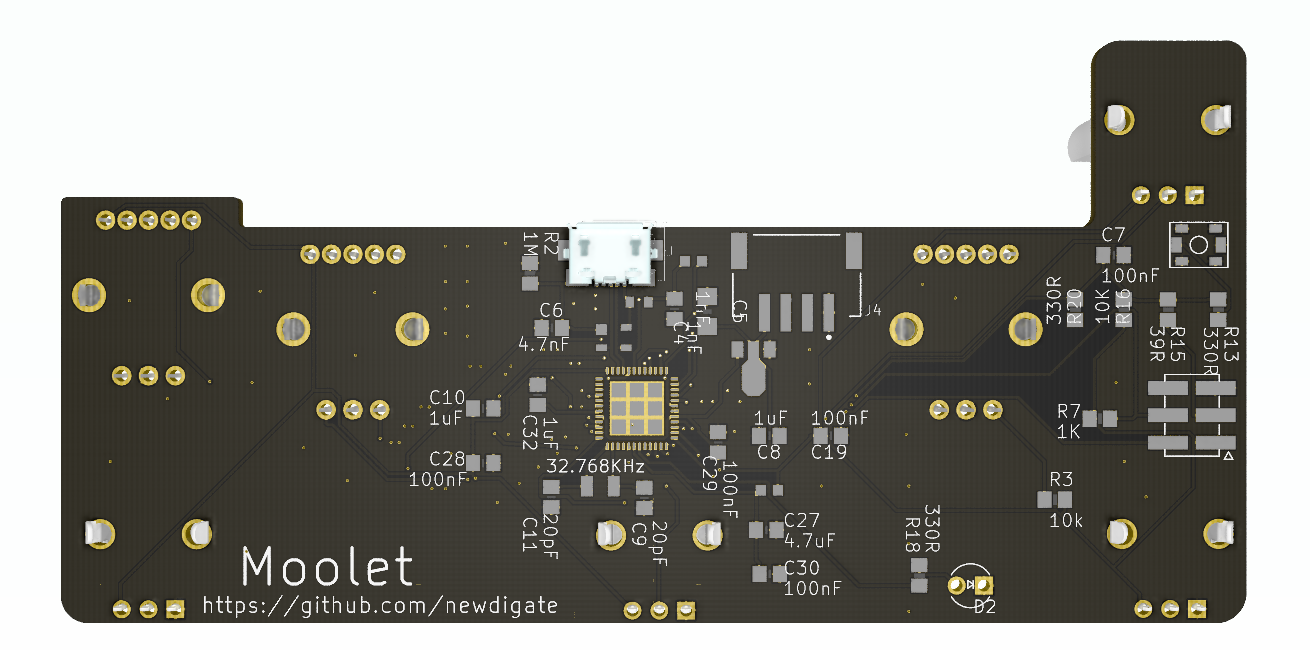 R2
1M
C7
100nF
C6
4.7nF
1nF
C5
C4
1nF
J4
330R
R20
10K
R16
39R
R15
330R
R13
C10
1uF
C32
1uF
1uF
C8
100nF
C19
R7
1K
C28
100nF
32.768KHz
C29
100nF
R3
10k
C11
20pF
C9
20pF
C27
4.7uF
330R
R18
C30
100nF
D2
Moolet
https://github.com/newdigate